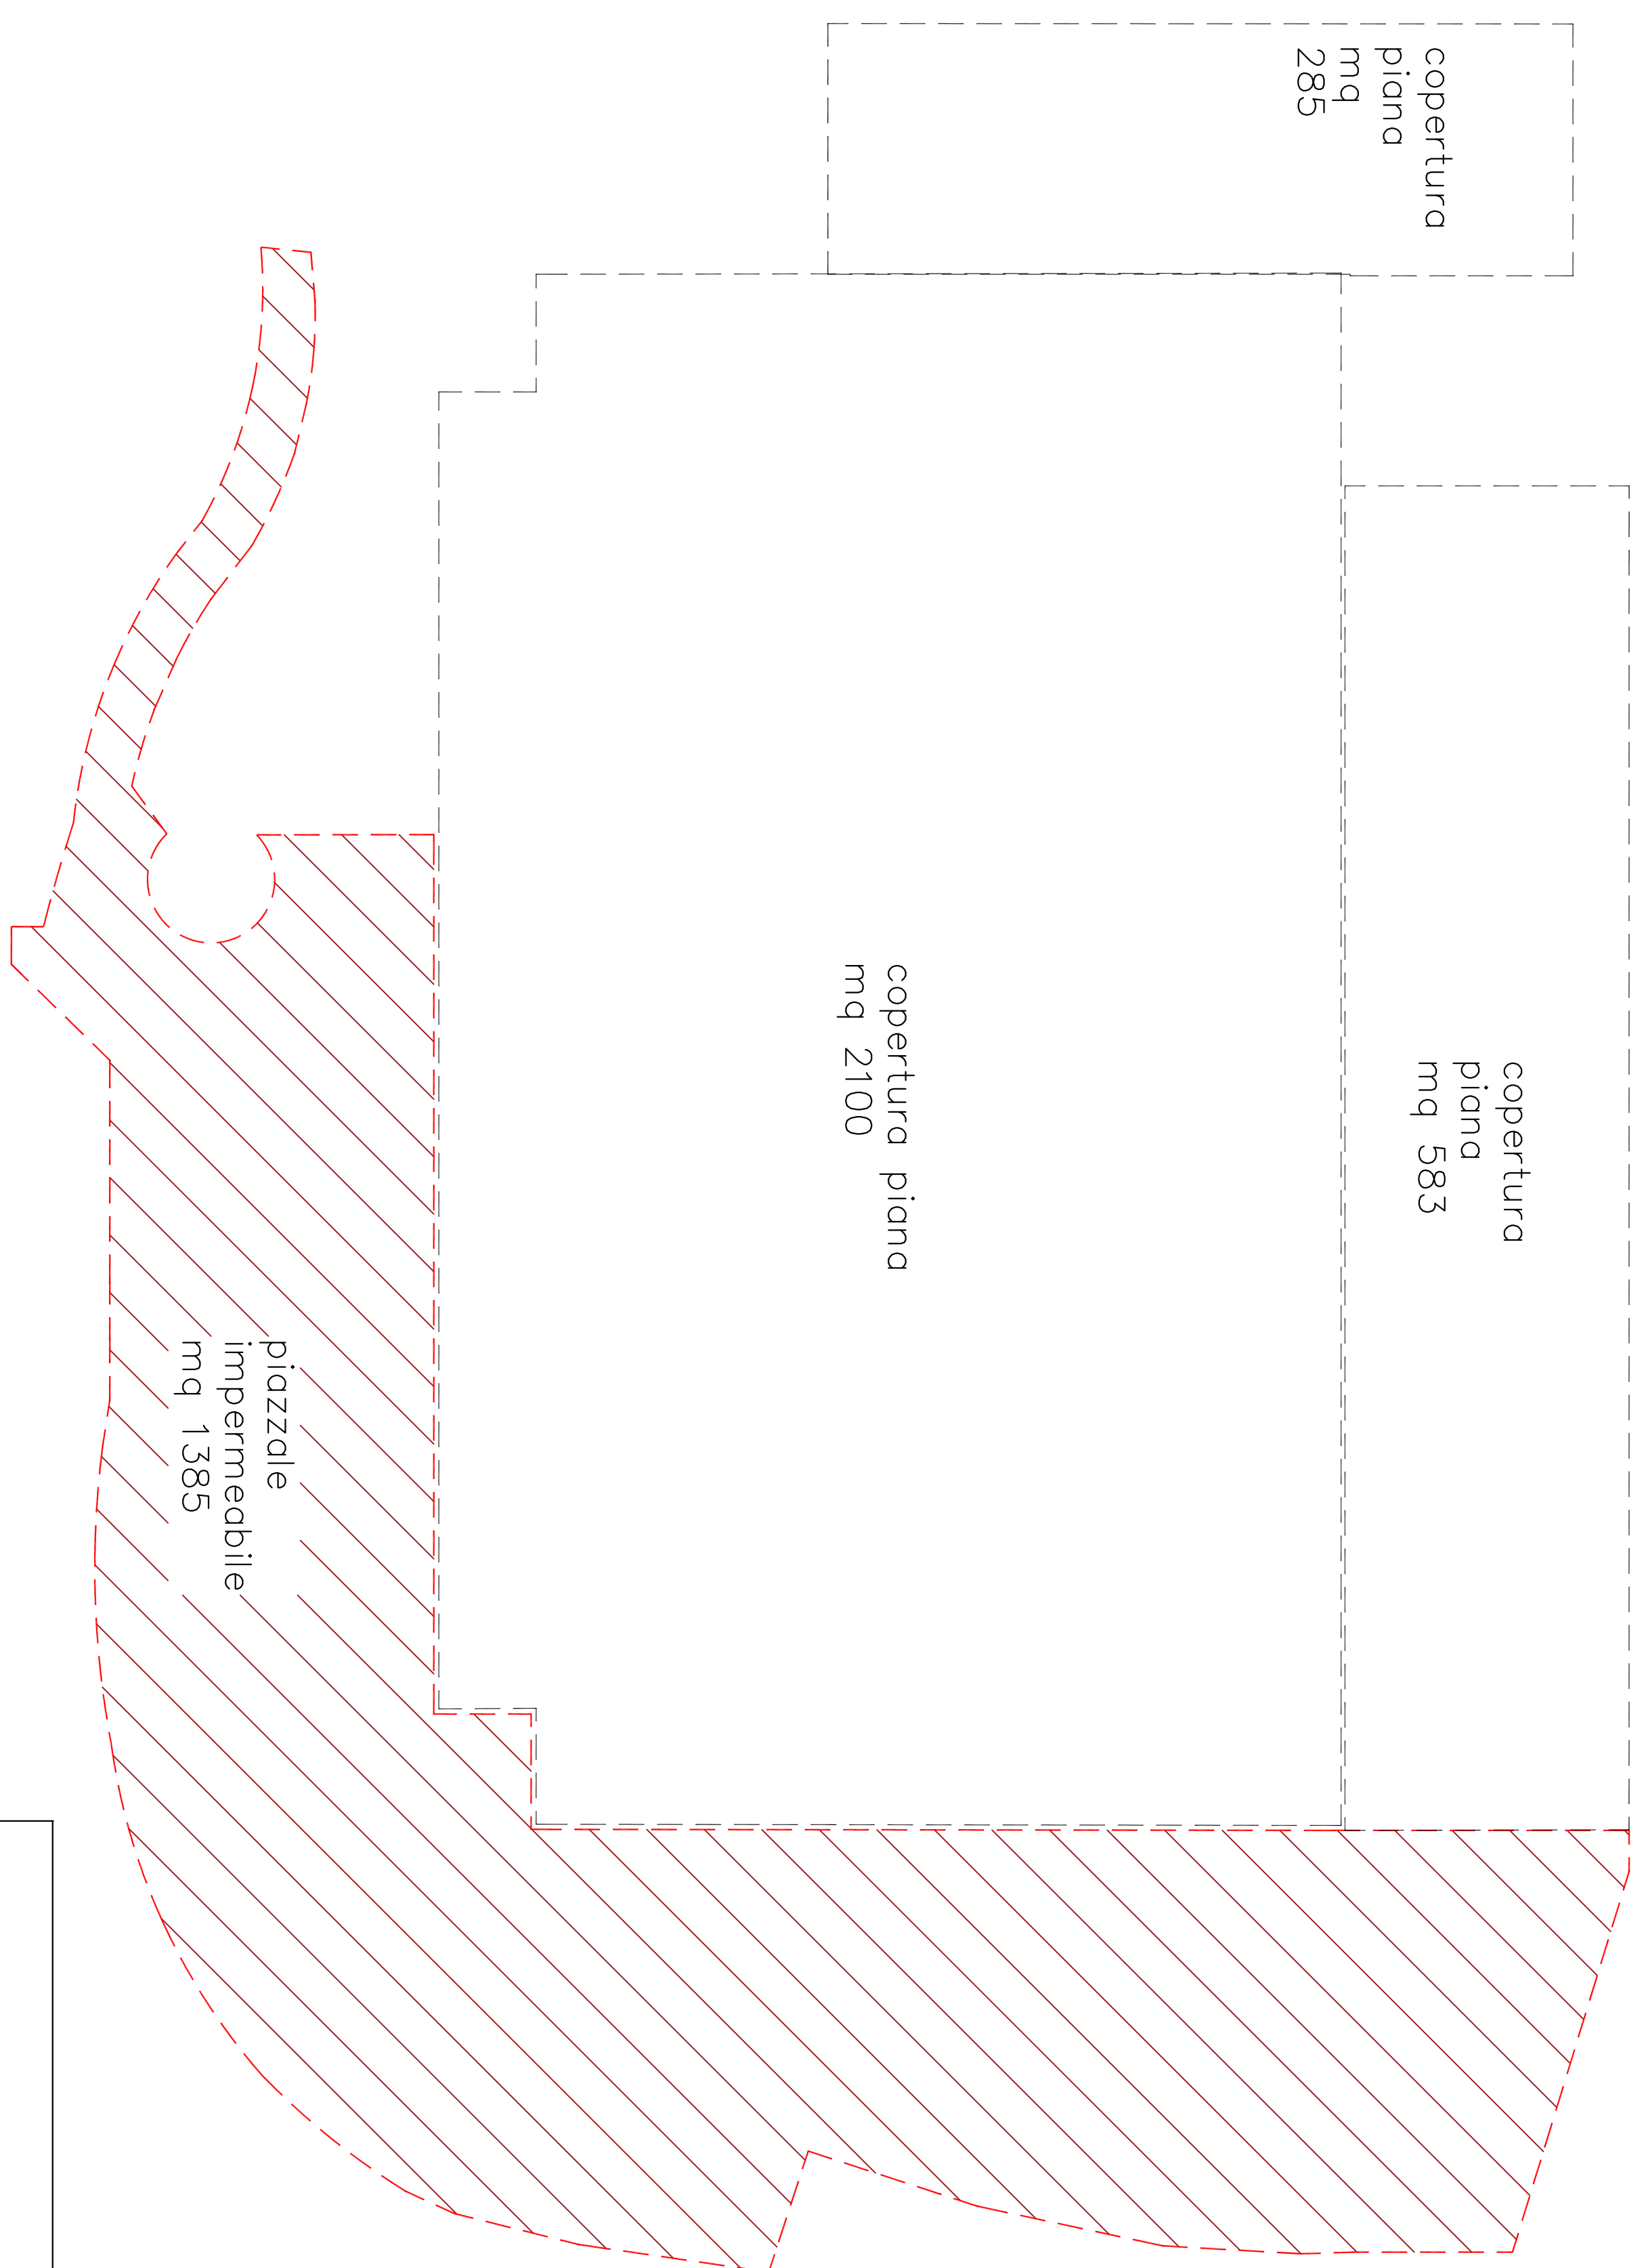 copertura
piana
mq
285
copertura
piana
mq 583
copertura piana
mq 2100
piazzale
impermeabile
mq 1385